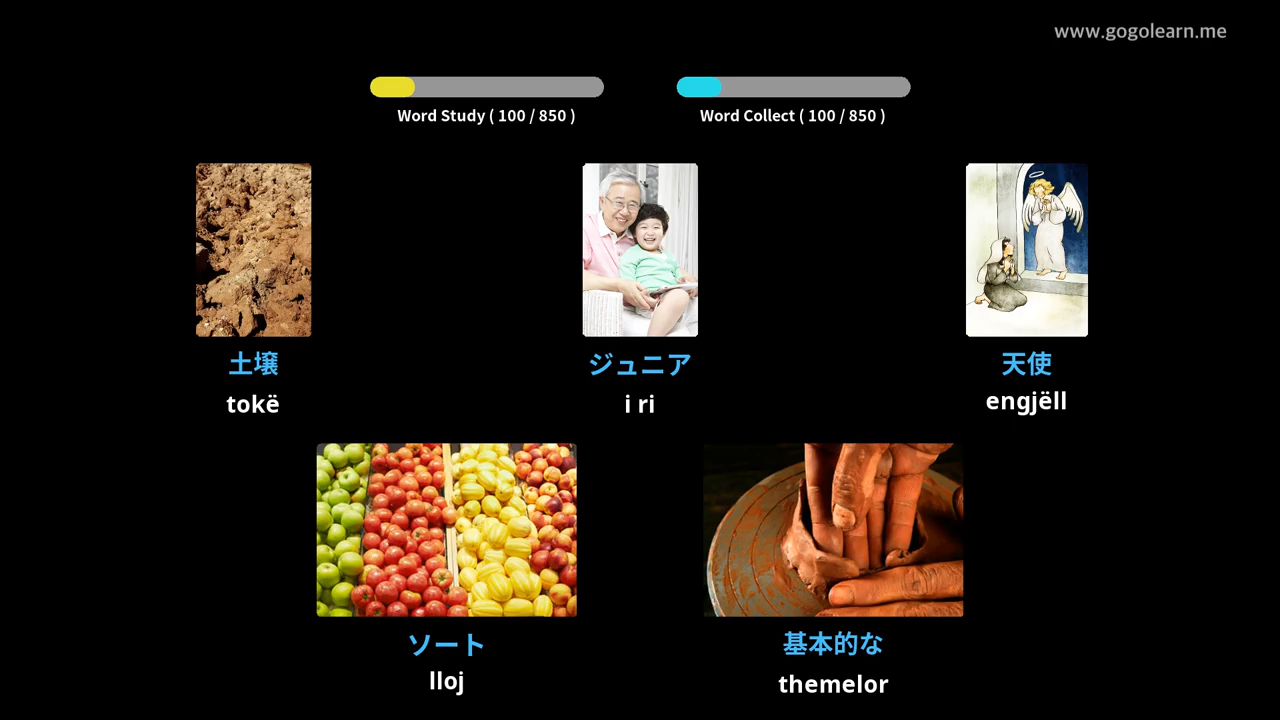 www.gogolearn.me
Word Study ( 100 / 850 )
Word Collect ( 100 / 850 )
土壌
ジュニア
天使
tokë
i ri
engjëll
ソート
基本的な
lloj
themelor